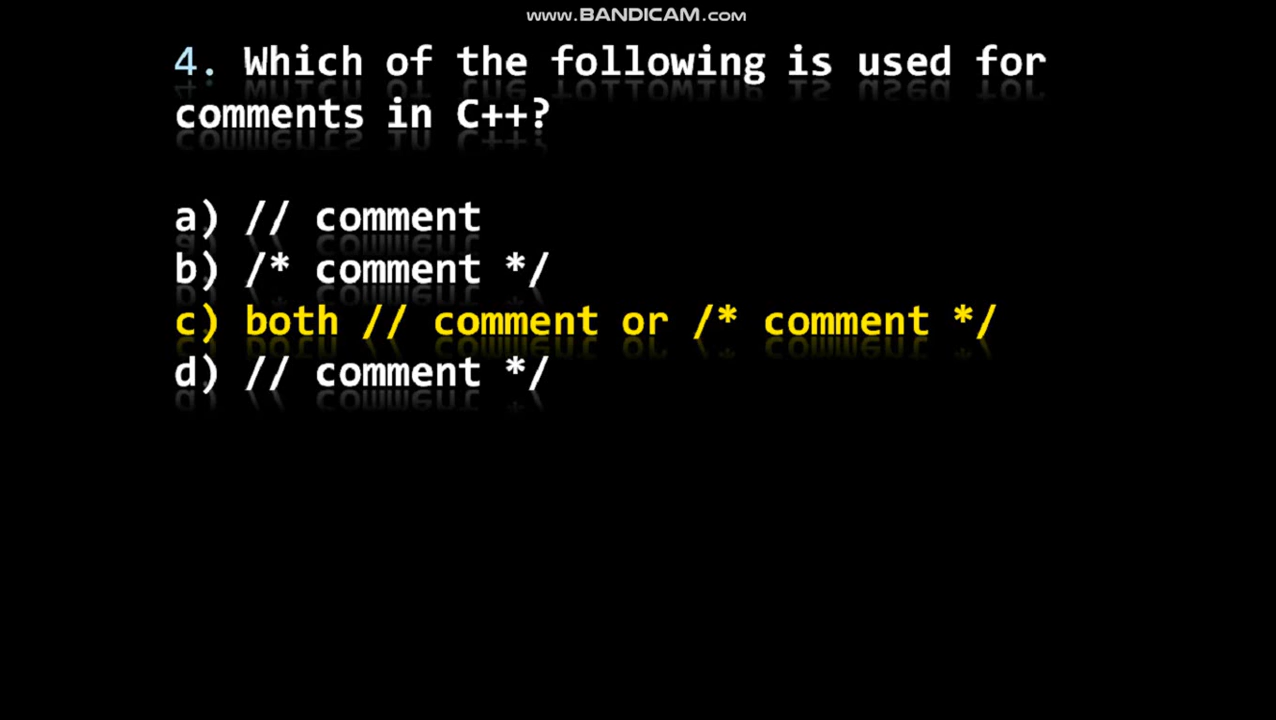 www.BANDICAM.com
4. Which of the following is used for
comments in C++?
a) // comment
b) /* comment */
c) both // comment or /* comment */
d) // comment */